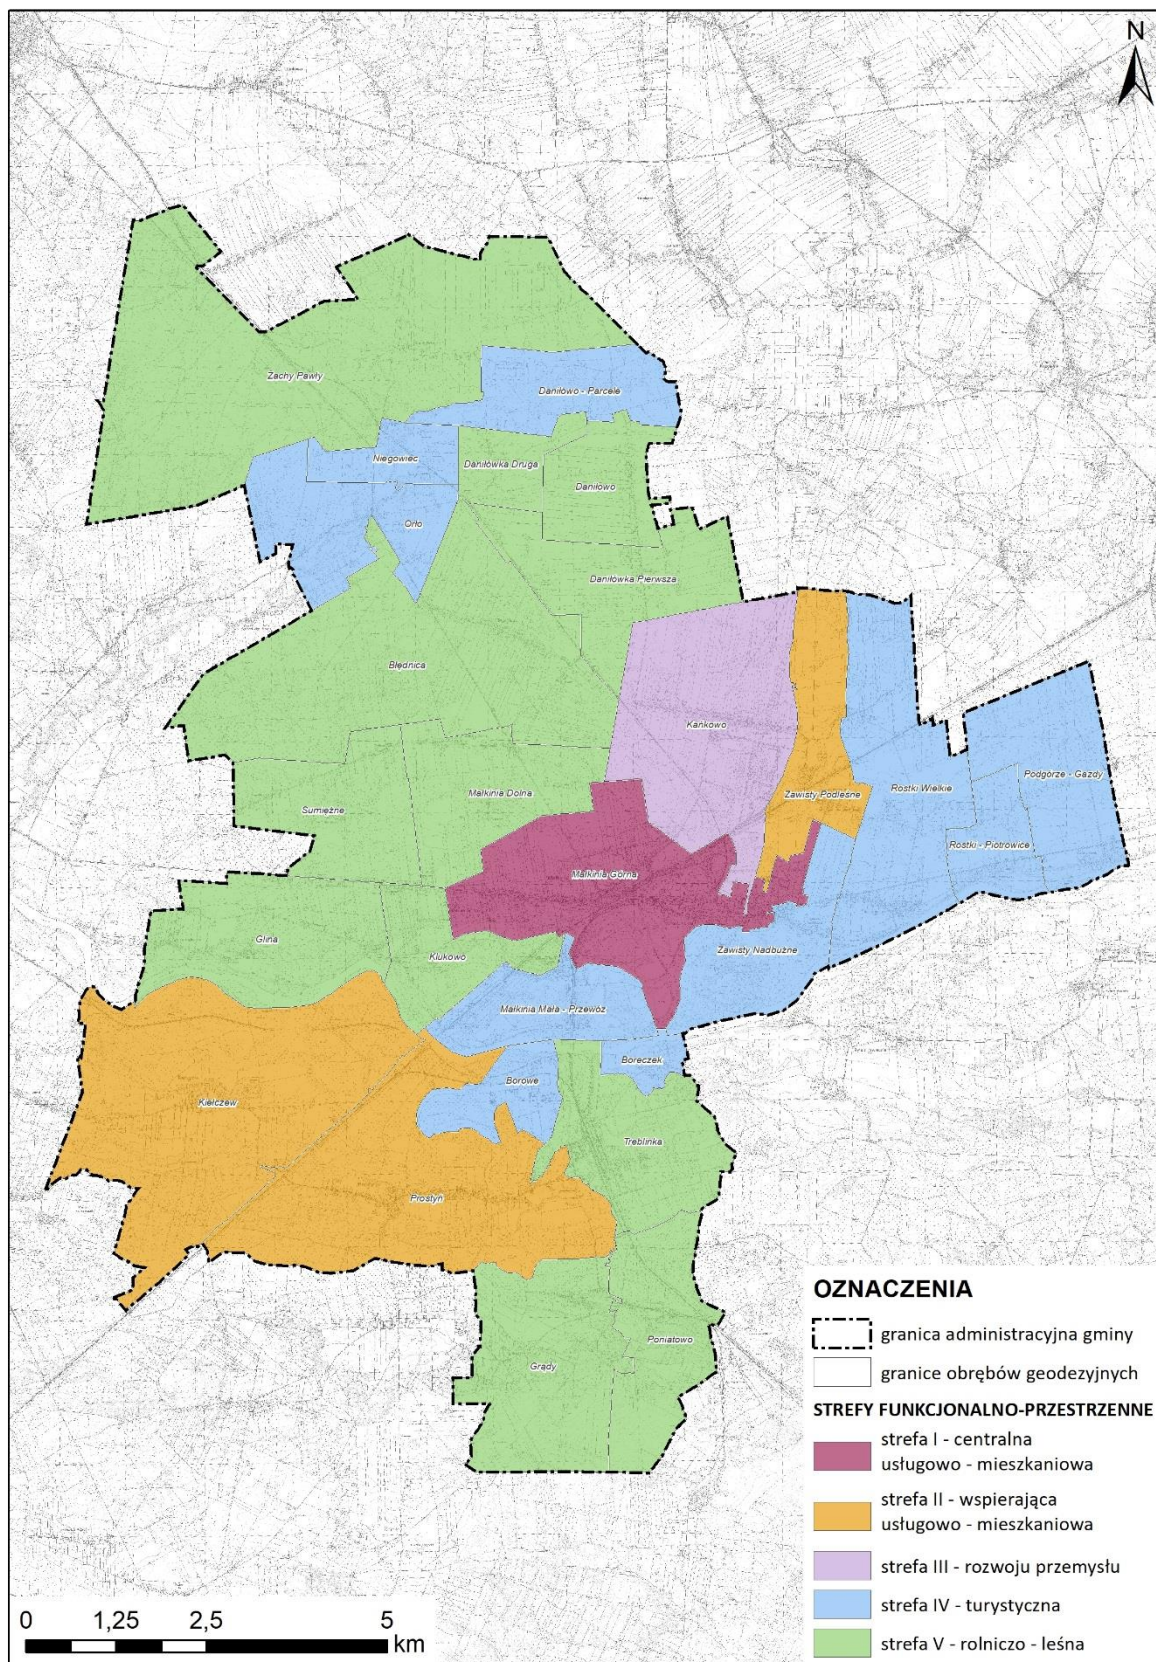 N
Żachy Pawły
Daniłowo - Parcele
Niegowiec
Daniłówka Druga
Daniłowo
Orło
Daniłówka Pierwsza
Błędnica
Kańkowo
Podgórze - Gazdy
Rostki Wielkie
Zawisty Podleśne
Małkinia Dolna
Sumiężne
Rostki - Piotrowice
Małkinia Górna
Glina
Klukowo
Zawisty Nadbużne
Małkinia Mała - Przewóz
Boreczek
Borowe
Kiełczew
Treblinka
Prostyń
Poniatowo
Grądy
OZNACZENIA
granica administracyjna gminy
granice obrębów geodezyjnych
STREFY FUNKCJONALNO-PRZESTRZENNE
strefa I - centralna
usługowo - mieszkaniowa
strefa II - wspierająca
usługowo - mieszkaniowa
strefa III - rozwoju przemysłu
strefa IV - turystyczna
strefa V - rolniczo - leśna
0 1,25 2,5 5
km